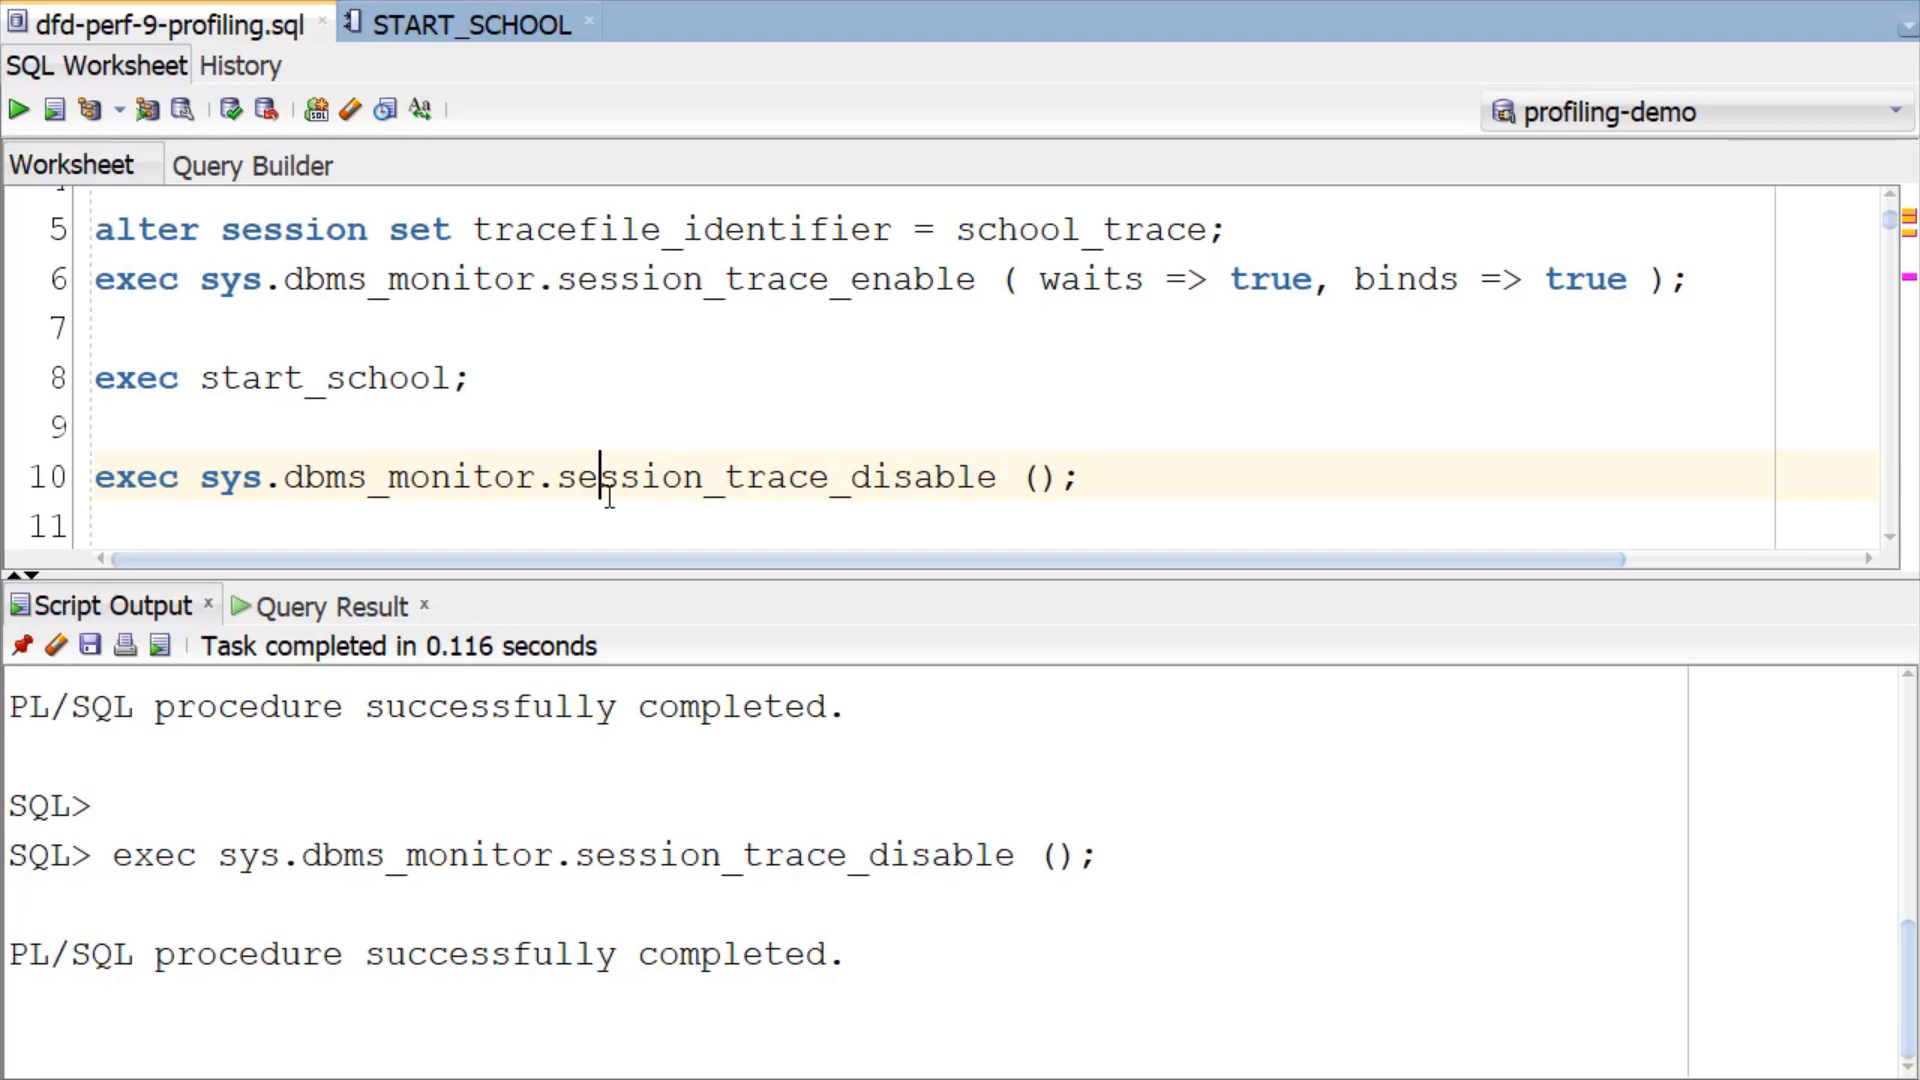 dfd-perf-9-profiling.sql START_SCHOOL
SQL Worksheet History
profiling-demo
Worksheet Query Builder
5 alter session set tracefile_identifier = school_trace;
6 exec sys.dbms_monitor.session_trace_enable ( waits => true, binds => true );
7
8 exec start_school;
9
10 exec sys.dbms_monitor.session_trace_disable ();
11
Script Output Query Result
Task completed in 0.116 seconds
PL/SQL procedure successfully completed.
SQL>
SQL> exec sys.dbms_monitor.session_trace_disable ();
PL/SQL procedure successfully completed.